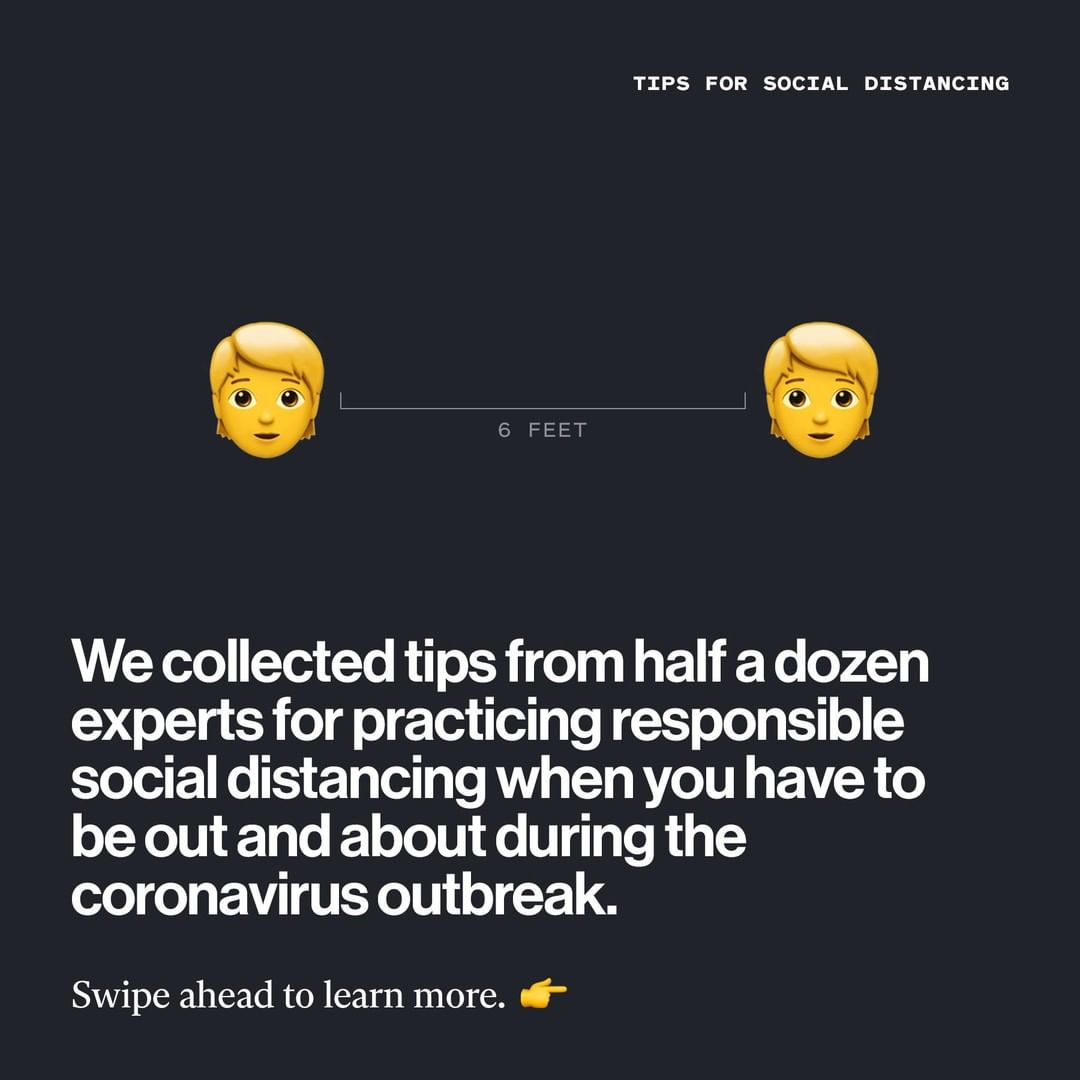 TIPS FOR SOCIAL DISTANCING
6 FEET
We collected tips from half a dozen
experts for practicing responsible
social distancing when you have to
be out and about during the
coronavirus outbreak.
Swipe ahead to learn more. 👉